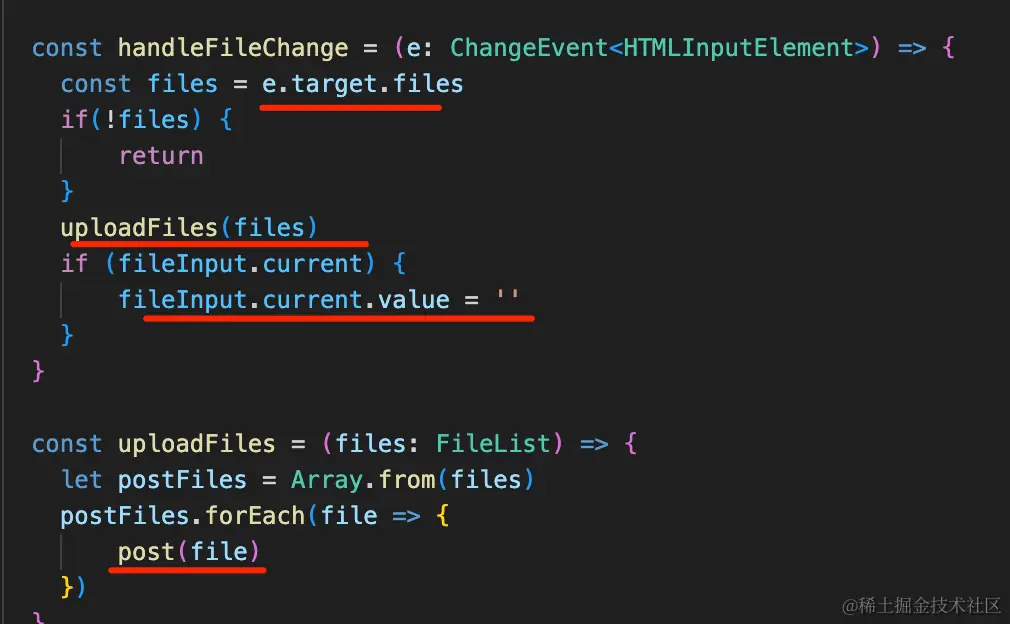 const handleFileChange = (e: ChangeEvent<HTMLInputElement>) => {
  const files = e.target.files
  if(!files) {
      return
  }
  uploadFiles(files)
  if (fileInput.current) {
      fileInput.current.value = ''
  }
}
const uploadFiles = (files: FileList) => {
  let postFiles = Array.from(files)
  postFiles.forEach(file => {
      post(file)
  })
}
@稀土掘金技术社区